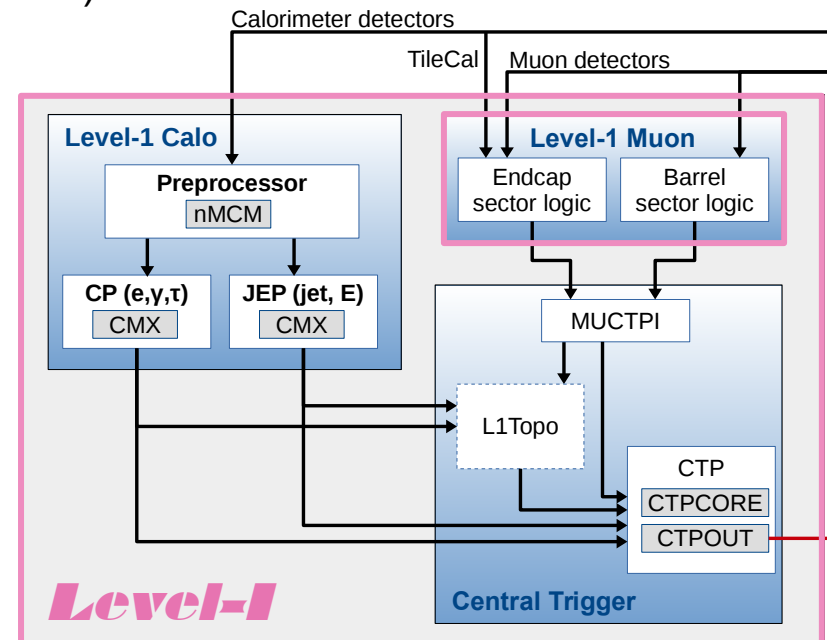 )
Calorimeter detectors
TileCal
Muon detectors
Level-1 Calo
Preprocessor
nMCM
CP (e,γ,τ)
CMX
JEP (jet, E)
CMX
Level-1 Muon
Endcap
sector logic
Barrel
sector logic
MUCTPI
L1Topo
CTP
CTPCORE
CTPOUT
Central Trigger
Level-1